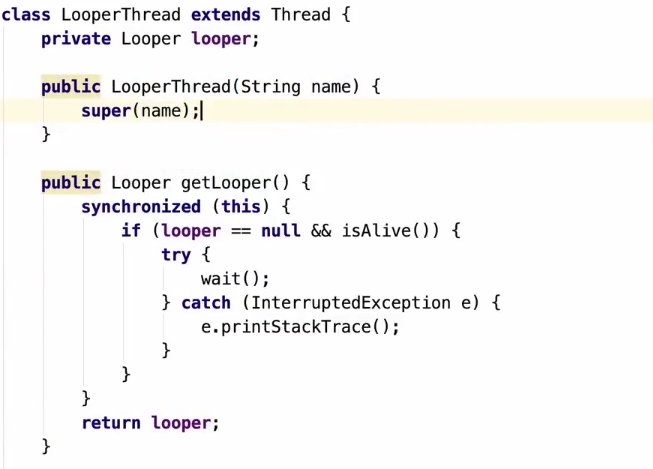 class LooperThread extends Thread {
    private Looper looper;

    public LooperThread(String name) {
        super(name);
    }

    public Looper getLooper() {
        synchronized (this) {
            if (looper == null && isAlive()) {
                try {
                    wait();
                } catch (InterruptedException e) {
                    e.printStackTrace();
                }
            }
        }
        return looper;
    }